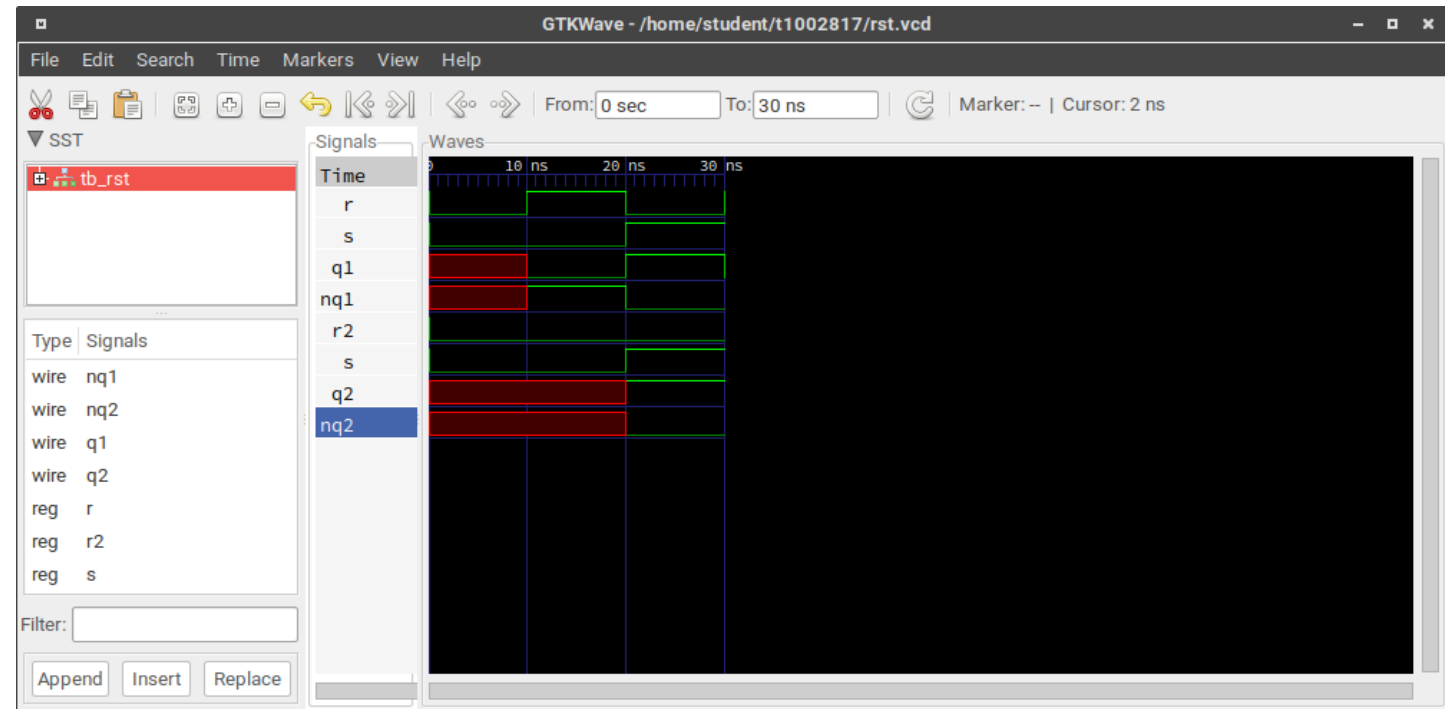 GTKWave - /home/student/t1002817/rst.vcd
File Edit Search Time Markers View Help
From: 0 sec To: 30 ns Marker: -- | Cursor: 2 ns
SST
tb_rst
Type Signals
wire nq1
wire nq2
wire q1
wire q2
reg r
reg r2
reg s
Filter:
Append Insert Replace
Signals
Time
r
s
q1
nq1
r2
s
q2
nq2
Waves
0 10 ns 20 ns 30 ns